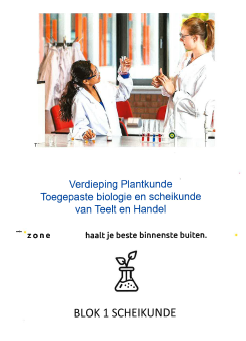 Verdieping Plantkunde
Toegepaste biologie en scheikunde
van Teelt en Handel
zone haalt je beste binnenste buiten.
BLOK 1 SCHEIKUNDE